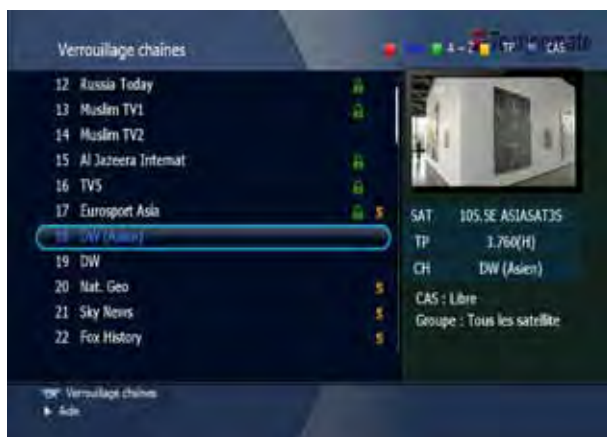 Verrouillage chaînes
A - Z TP CAS
12 Russia Today
13 Muslim TV1
14 Muslim TV2
15 Al Jazeera Internat
16 TV5
17 Eurosport Asia $
18 DW (Asien)
19 DW
20 Nat. Geo $
21 Sky News $
22 Fox History $
SAT 105.5E ASIASAT3S
TP 3.760(H)
CH DW (Asien)
CAS : Libre
Groupe : Tous les satellite
Verrouillage chaînes
Aide